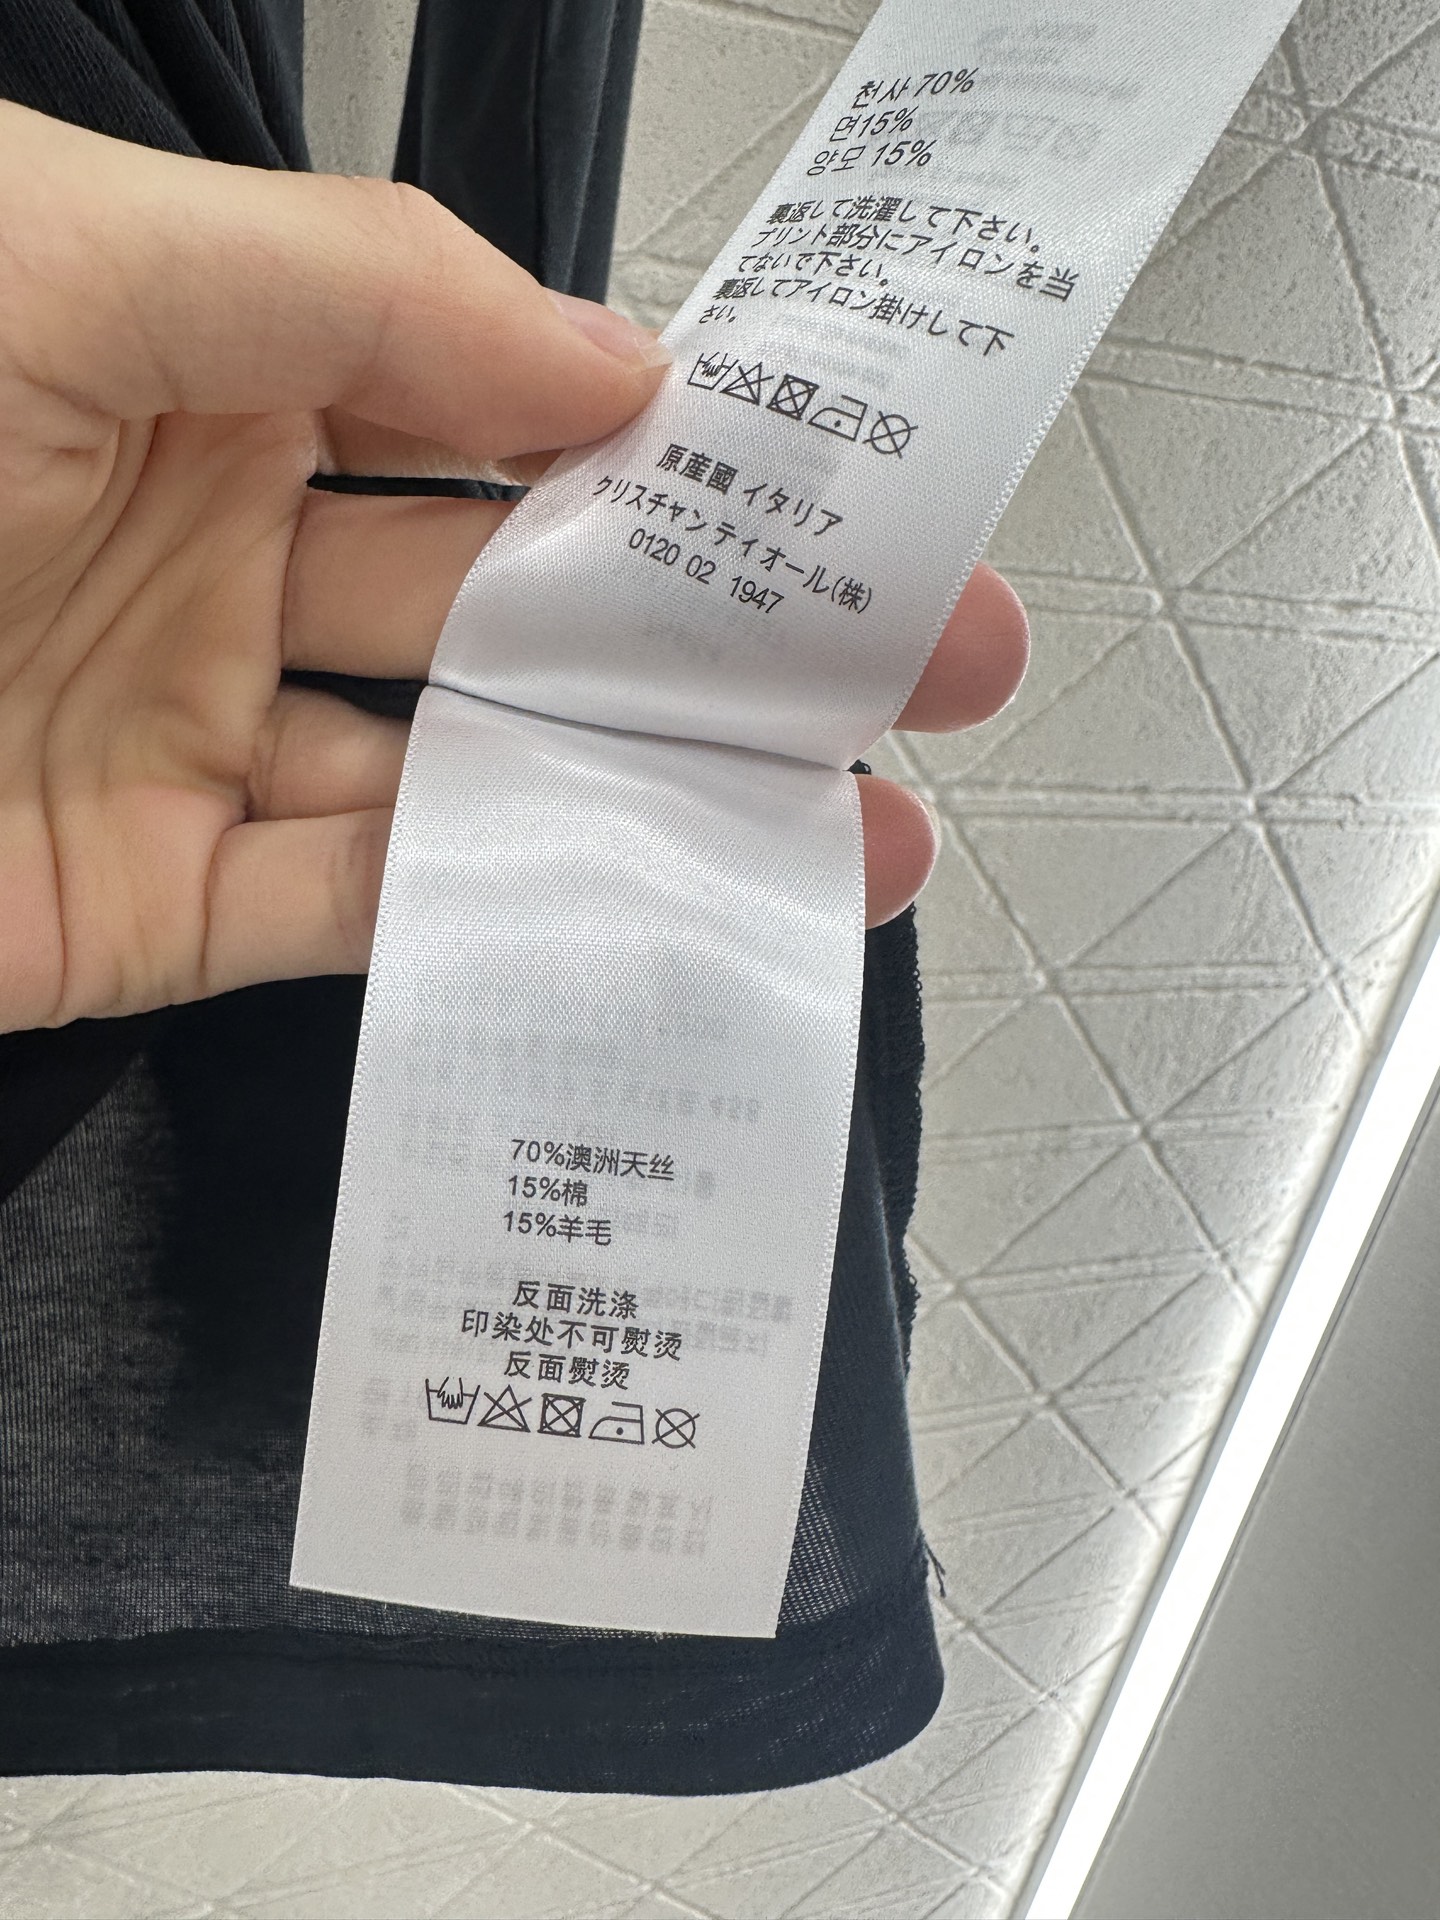 천사 70%
면15%
양모 15%
裏返して洗濯して下さい。
プリント部分にアイロンを当
てないで下さい。
裏返してアイロン掛けして下
さい。
原産國 イタリア
クリスチャンディオール(株)
0120 02 1947
70%澳洲天丝
15%棉
15%羊毛
反面洗涤
印染处不可熨烫
反面熨烫